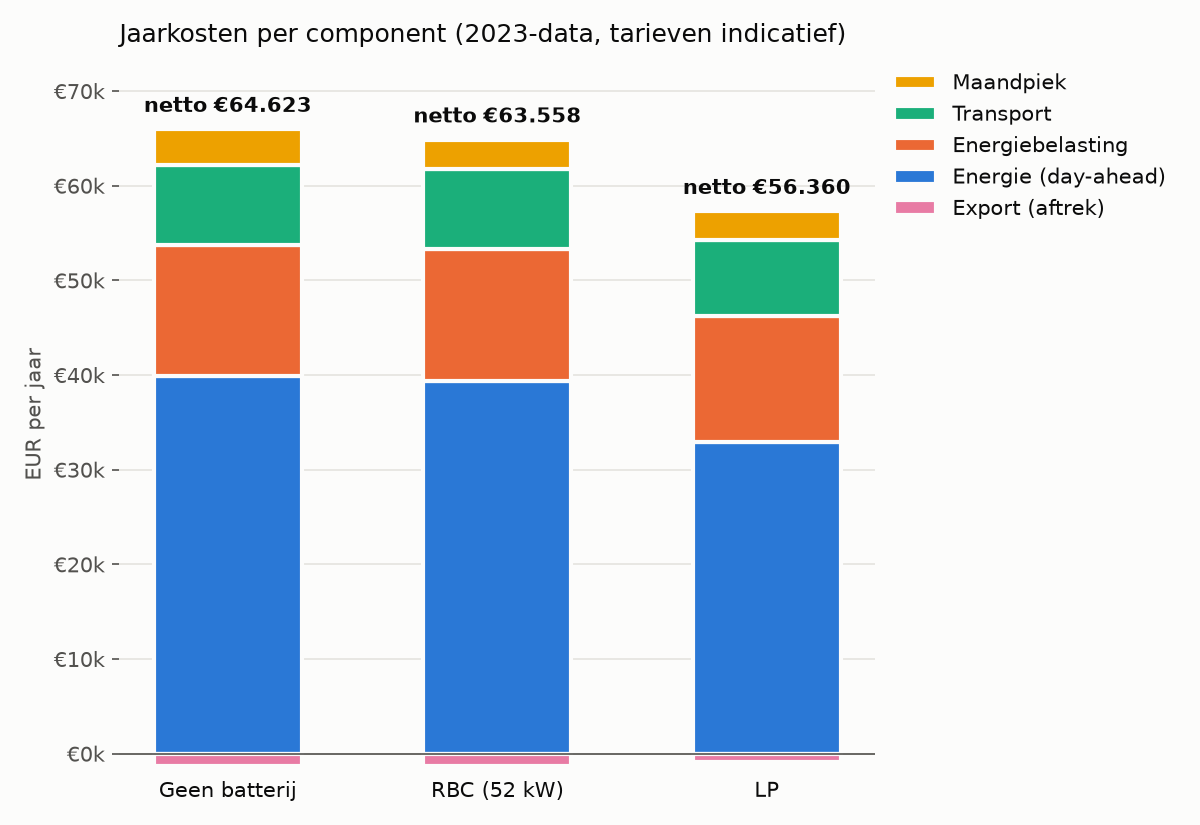 Jaarkosten per component (2023-data, tarieven indicatief)
Maandpiek
Transport
Energiebelasting
Energie (day-ahead)
Export (aftrek)
EUR per jaar
€70k
€60k
€50k
€40k
€30k
€20k
€10k
€0k
netto €64.623
netto €63.558
netto €56.360
Geen batterij
RBC (52 kW)
LP